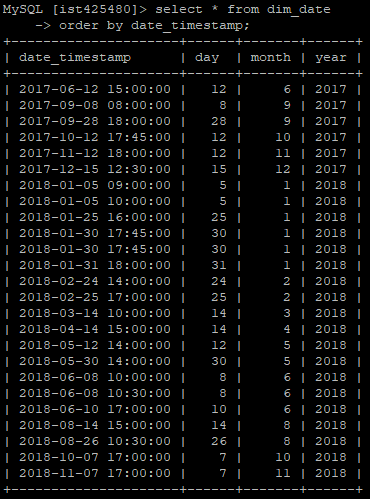 MySQL [ist425480]> select * from dim_date
    -> order by date_timestamp;
+---------------------+------+-------+------+
| date_timestamp      | day  | month | year |
+---------------------+------+-------+------+
| 2017-06-12 15:00:00 |   12 |     6 | 2017 |
| 2017-09-08 08:00:00 |    8 |     9 | 2017 |
| 2017-09-28 18:00:00 |   28 |     9 | 2017 |
| 2017-10-12 17:45:00 |   12 |    10 | 2017 |
| 2017-11-12 18:00:00 |   12 |    11 | 2017 |
| 2017-12-15 12:30:00 |   15 |    12 | 2017 |
| 2018-01-05 09:00:00 |    5 |     1 | 2018 |
| 2018-01-05 10:00:00 |    5 |     1 | 2018 |
| 2018-01-25 16:00:00 |   25 |     1 | 2018 |
| 2018-01-30 17:45:00 |   30 |     1 | 2018 |
| 2018-01-30 17:45:00 |   30 |     1 | 2018 |
| 2018-01-31 18:00:00 |   31 |     1 | 2018 |
| 2018-02-24 14:00:00 |   24 |     2 | 2018 |
| 2018-02-25 17:00:00 |   25 |     2 | 2018 |
| 2018-03-14 10:00:00 |   14 |     3 | 2018 |
| 2018-04-14 15:00:00 |   14 |     4 | 2018 |
| 2018-05-12 14:00:00 |   12 |     5 | 2018 |
| 2018-05-30 14:00:00 |   30 |     5 | 2018 |
| 2018-06-08 10:00:00 |    8 |     6 | 2018 |
| 2018-06-08 10:30:00 |    8 |     6 | 2018 |
| 2018-06-10 17:00:00 |   10 |     6 | 2018 |
| 2018-08-14 15:00:00 |   14 |     8 | 2018 |
| 2018-08-26 10:30:00 |   26 |     8 | 2018 |
| 2018-10-07 17:00:00 |    7 |    10 | 2018 |
| 2018-11-07 17:00:00 |    7 |    11 | 2018 |
+---------------------+------+-------+------+